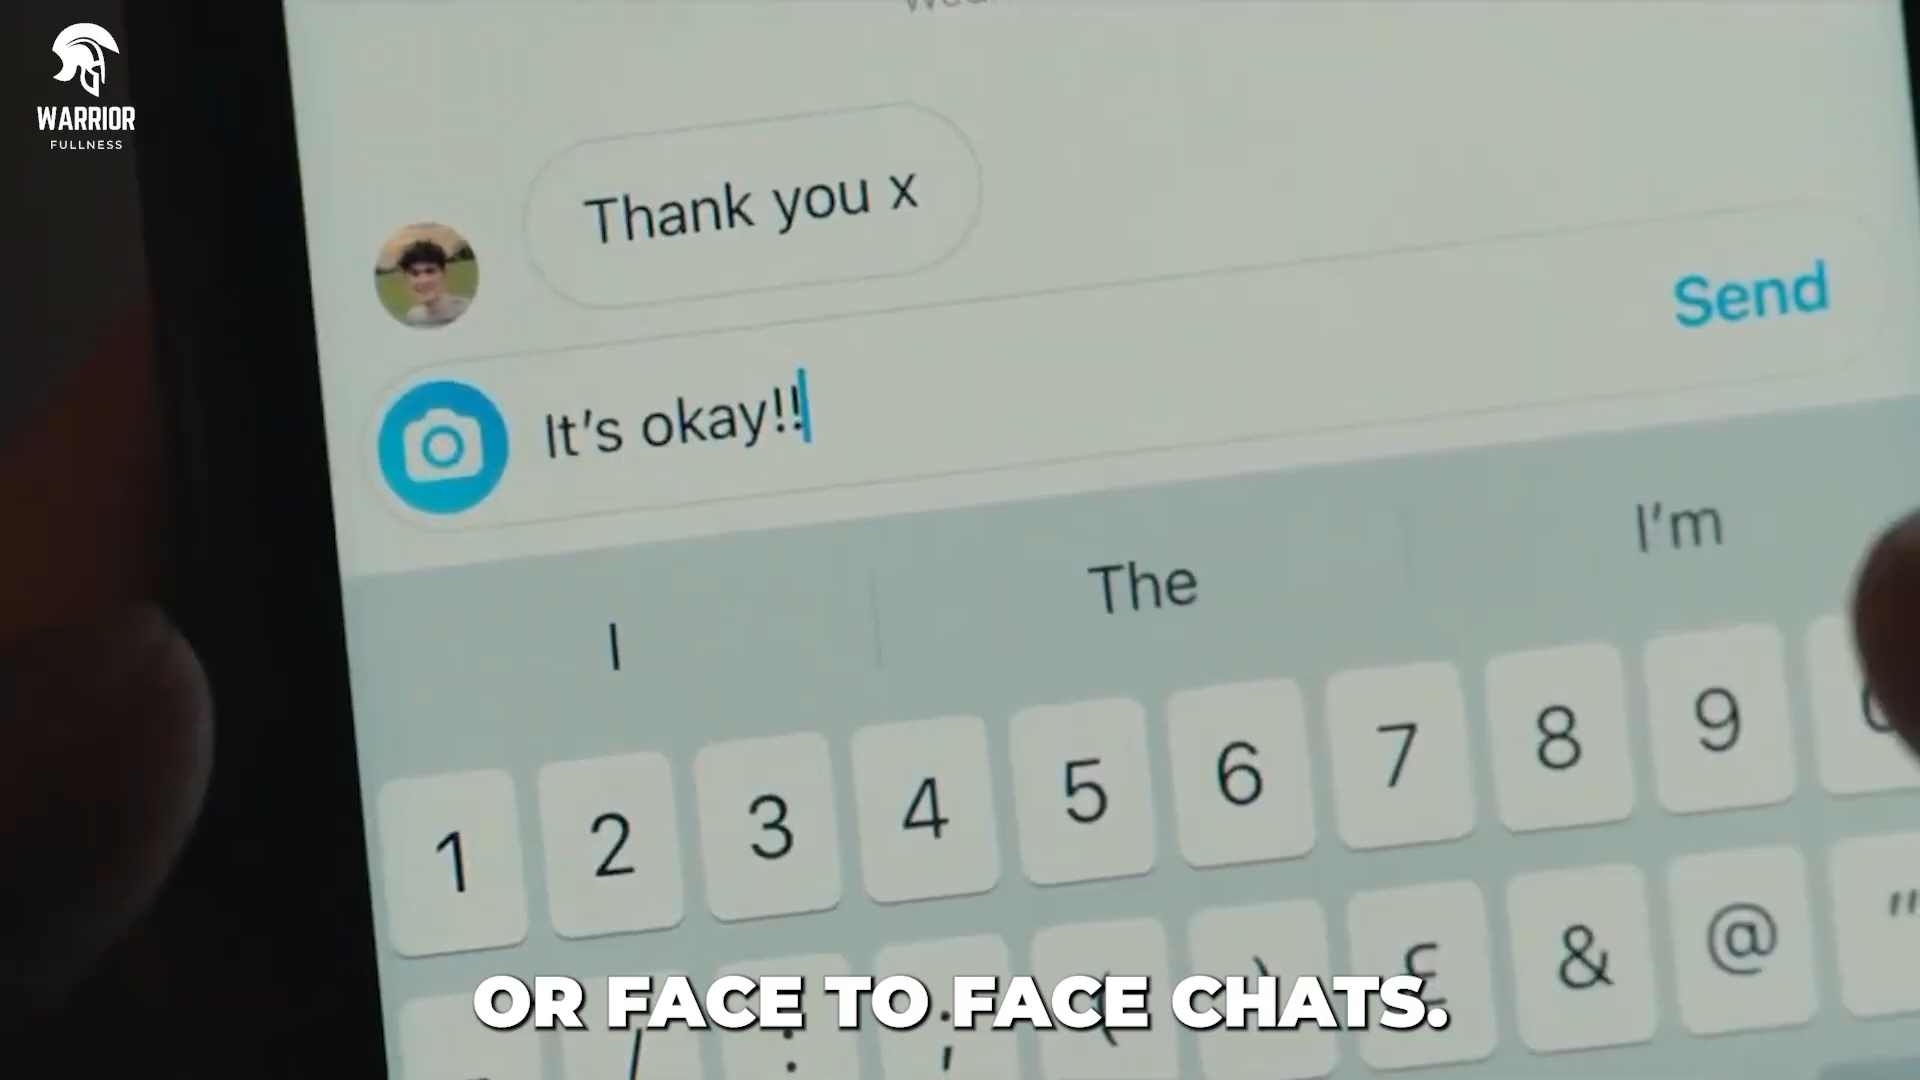 WARRIOR
FULLNESS
Thank you x
Send
It's okay!!
I
The
I'm
1 2 3 4 5 6 7 8 9
£ & @ "
/ : ; ( )
OR FACE TO FACE CHATS.